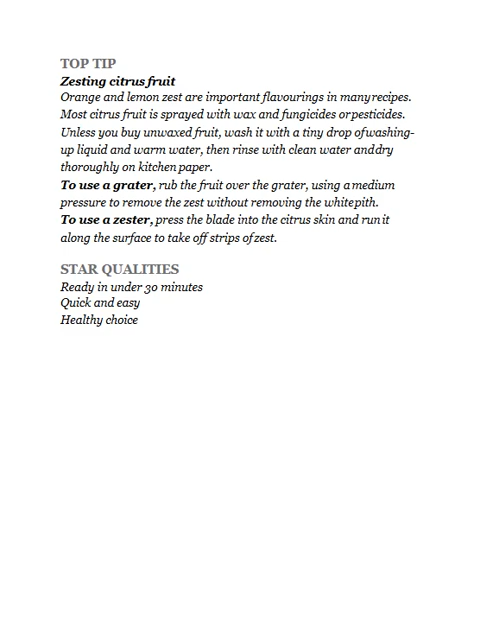 TOP TIP
Zesting citrus fruit
Orange and lemon zest are important flavourings in many recipes.
Most citrus fruit is sprayed with wax and fungicides or pesticides.
Unless you buy unwaxed fruit, wash it with a tiny drop of washing-
up liquid and warm water, then rinse with clean water and dry
thoroughly on kitchen paper.
To use a grater, rub the fruit over the grater, using a medium
pressure to remove the zest without removing the white pith.
To use a zester, press the blade into the citrus skin and run it
along the surface to take off strips of zest.
STAR QUALITIES
Ready in under 30 minutes
Quick and easy
Healthy choice